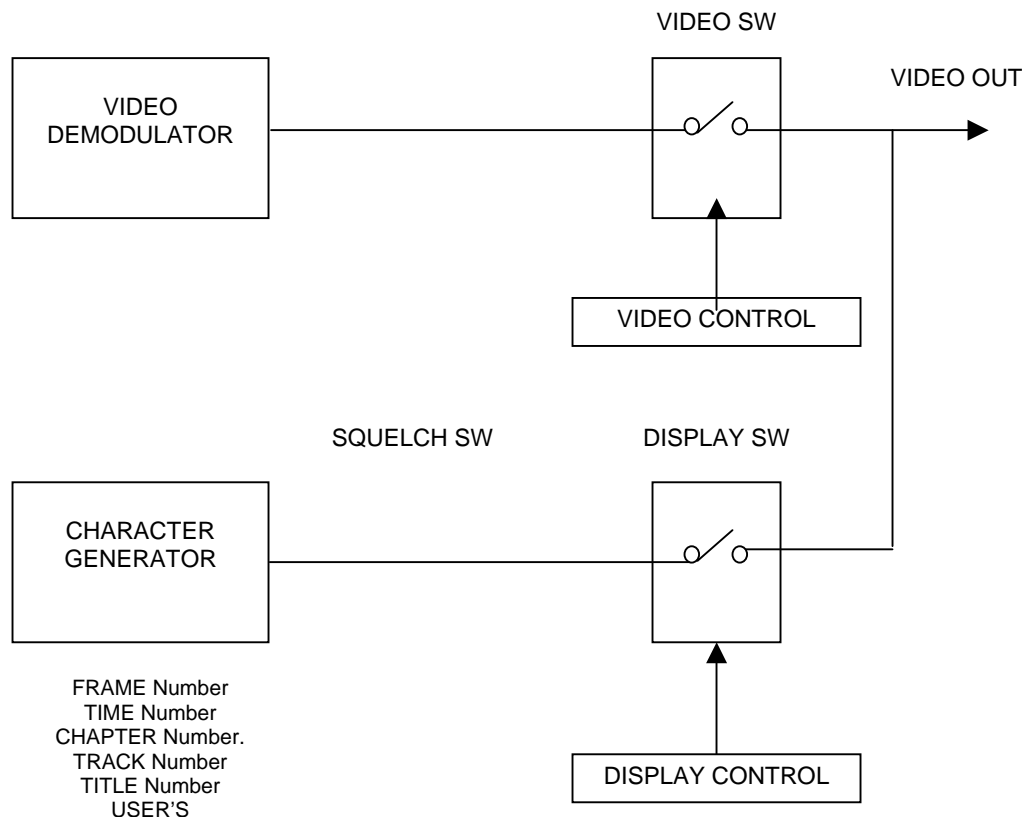 VIDEO SW
VIDEO OUT
VIDEO
DEMODULATOR
VIDEO CONTROL
SQUELCH SW
DISPLAY SW
CHARACTER
GENERATOR
FRAME Number
TIME Number
CHAPTER Number.
TRACK Number
TITLE Number
USER'S
DISPLAY CONTROL